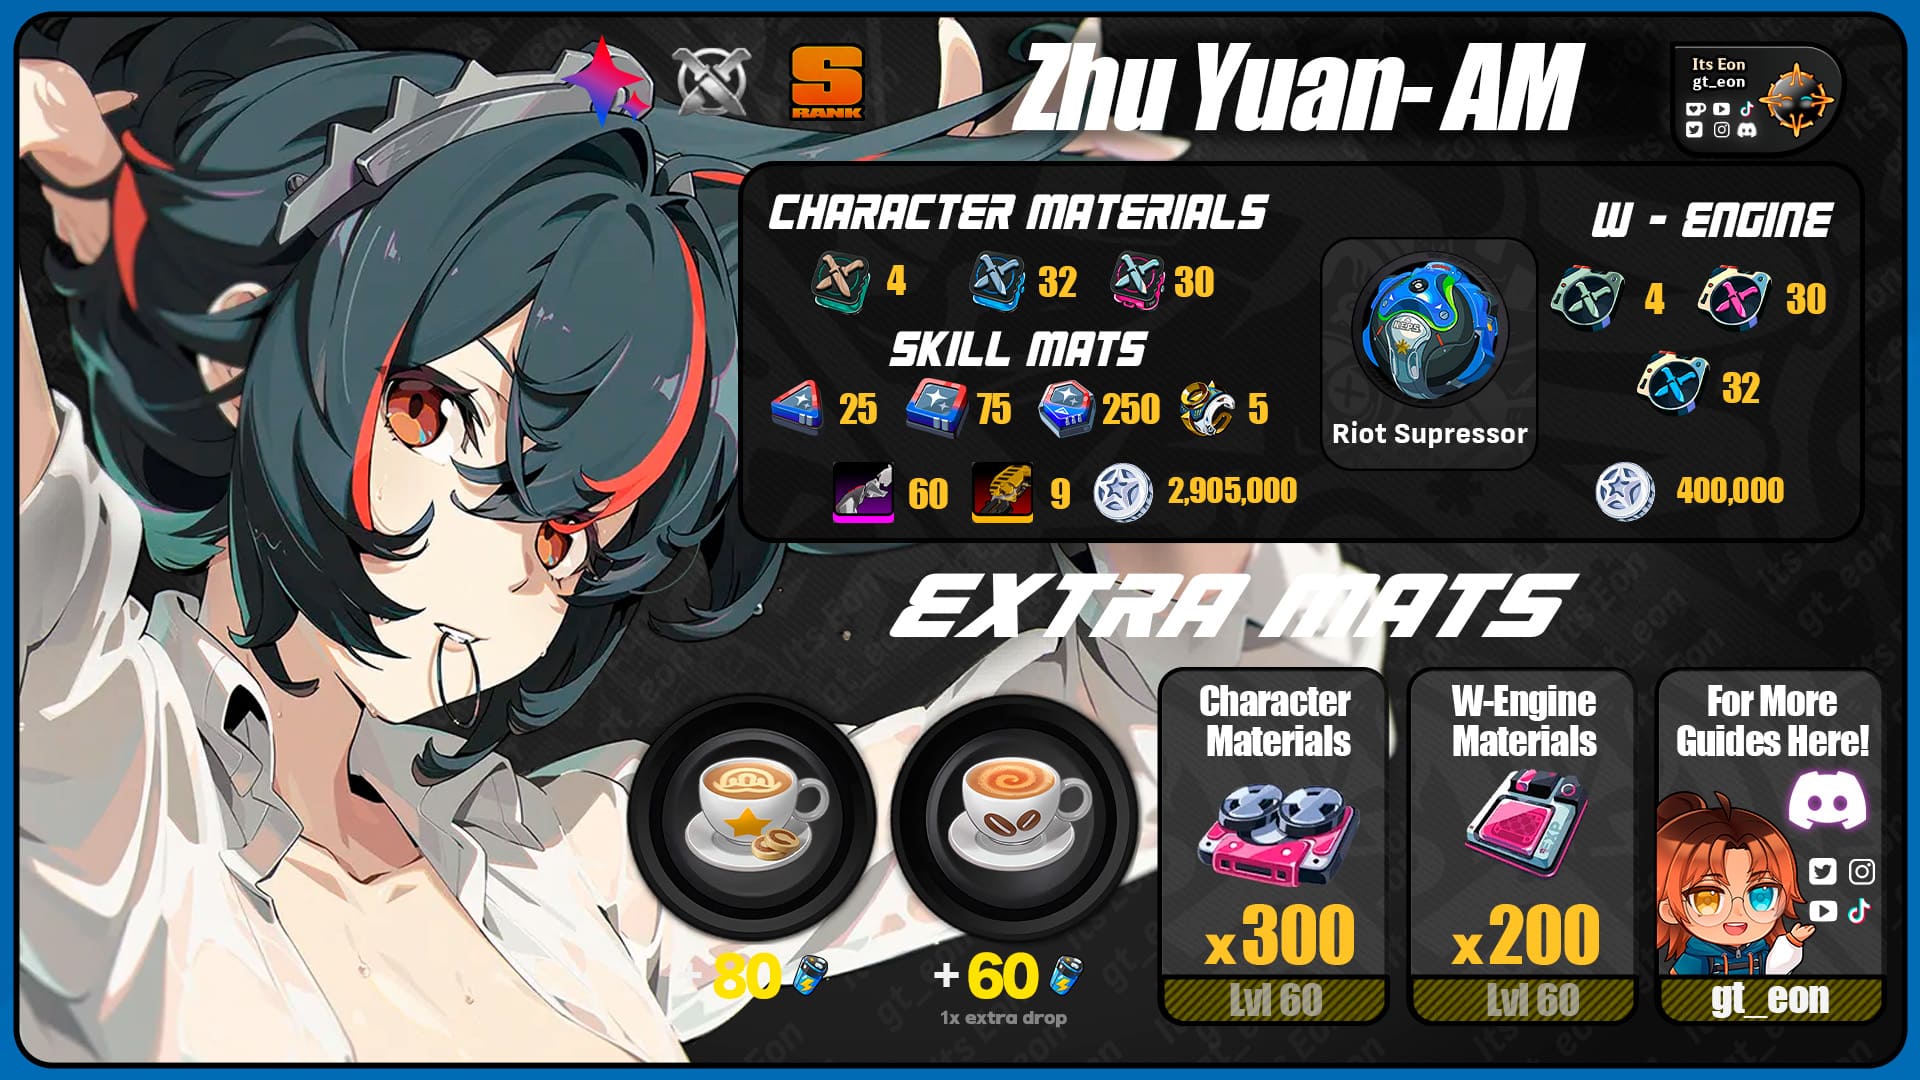 S
RANK
Zhu Yuan- AM
Its Eon
gt_eon
CHARACTER MATERIALS
4
32
30
SKILL MATS
25
75
250
5
60
9
2,905,000
N.E.P.S.
Riot Supressor
W - ENGINE
4
30
32
400,000
EXTRA MATS
80
+60
1x extra drop
Character
Materials
x300
Lvl 60
W-Engine
Materials
x200
Lvl 60
For More
Guides Here!
gt_eon